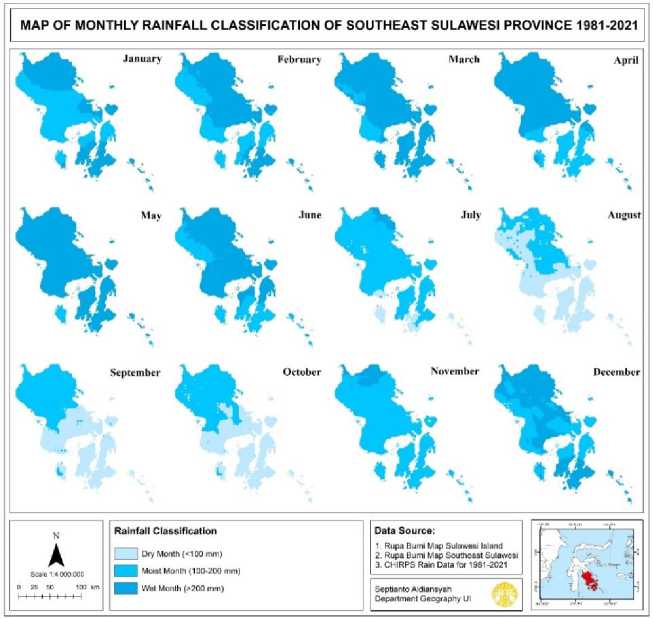 MAP OF MONTHLY RAINFALL CLASSIFICATION OF SOUTHEAST SULAWESI PROVINCE 1981-2021
January
February
March
April
May
June
July
August
September
October
November
December
N
Scale 1:4.000.000
0 25 50 100 km
Rainfall Classification
Dry Month (<100 mm)
Moist Month (100-200 mm)
Wet Month (>200 mm)
Data Source:
1. Rupa Bumi Map Sulawesi Island
2. Rupa Bumi Map Southeast Sulawesi
3. CHIRPS Rain Data for 1981-2021
Septianto Aldiansyah
Department Geography UI